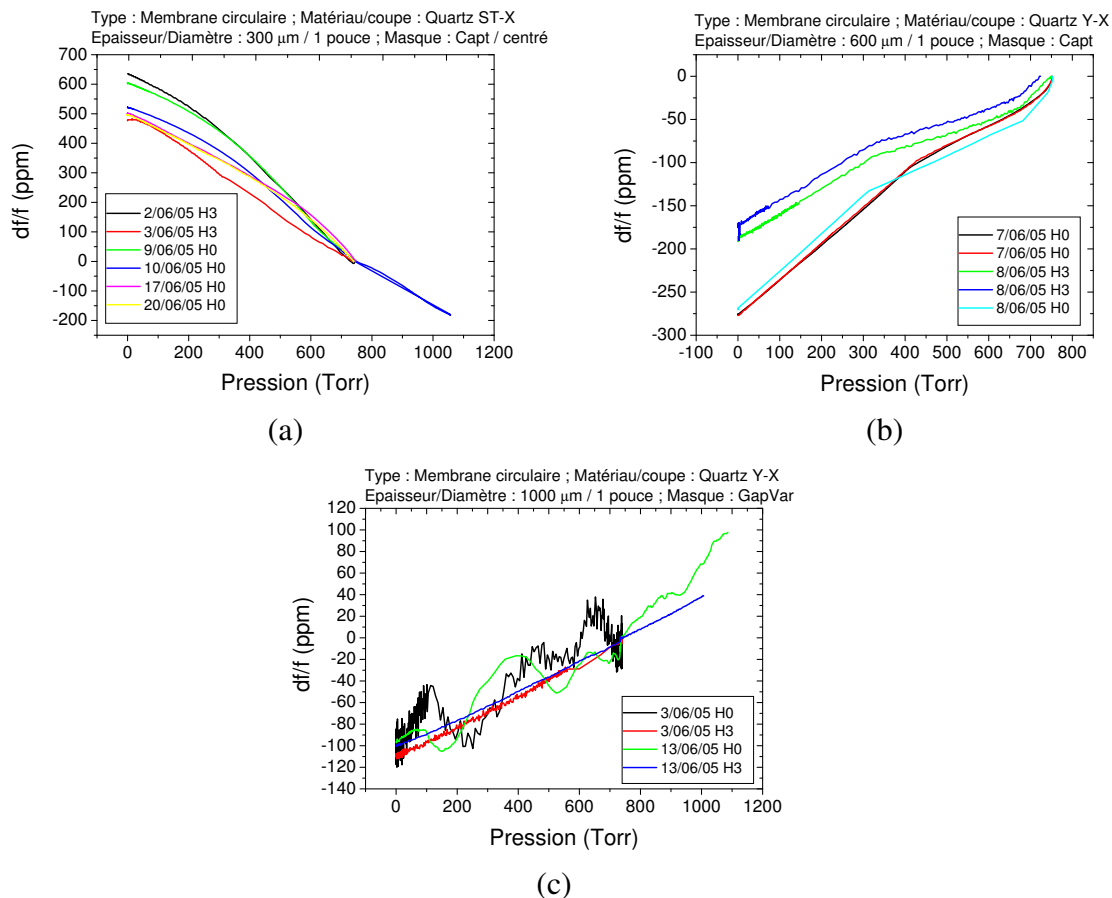 Type : Membrane circulaire ; Matériau/coupe : Quartz ST-X
Epaisseur/Diamètre : 300 µm / 1 pouce ; Masque : Capt / centré
700
600
500
400
300
200
100
0
-100
-200
df/f (ppm)
2/06/05 H3
3/06/05 H3
9/06/05 H0
10/06/05 H0
17/06/05 H0
20/06/05 H0
0 200 400 600 800 1000 1200
Pression (Torr)
(a)
Type : Membrane circulaire ; Matériau/coupe : Quartz Y-X
Epaisseur/Diamètre : 600 µm / 1 pouce ; Masque : Capt
0
-50
-100
-150
-200
-250
-300
df/f (ppm)
7/06/05 H0
7/06/05 H0
8/06/05 H3
8/06/05 H3
8/06/05 H0
-100 0 100 200 300 400 500 600 700 800
Pression (Torr)
(b)
Type : Membrane circulaire ; Matériau/coupe : Quartz Y-X
Epaisseur/Diamètre : 1000 µm / 1 pouce ; Masque : GapVar
120
100
80
60
40
20
0
-20
-40
-60
-80
-100
-120
-140
df/f (ppm)
3/06/05 H0
3/06/05 H3
13/06/05 H0
13/06/05 H3
0 200 400 600 800 1000 1200
Pression (Torr)
(c)